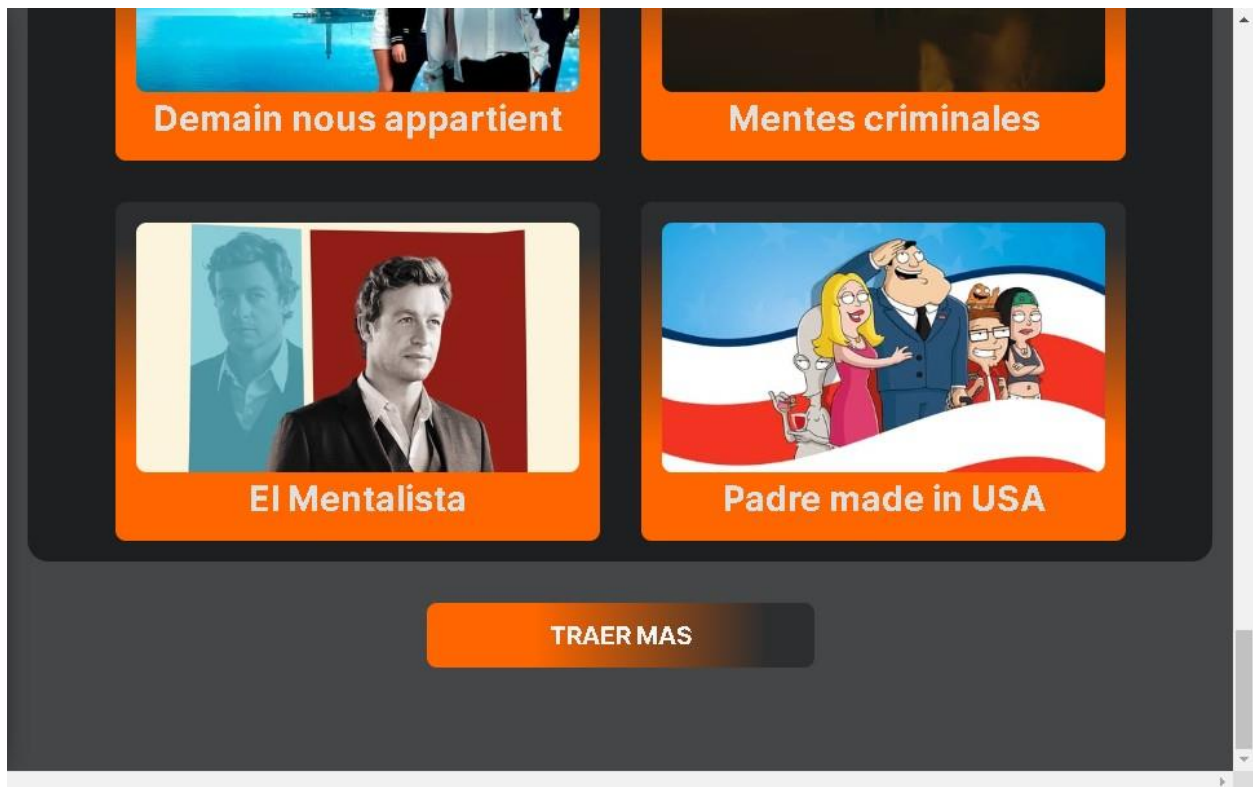 Demain nous appartient
Mentes criminales
El Mentalista
Padre made in USA
TRAER MAS